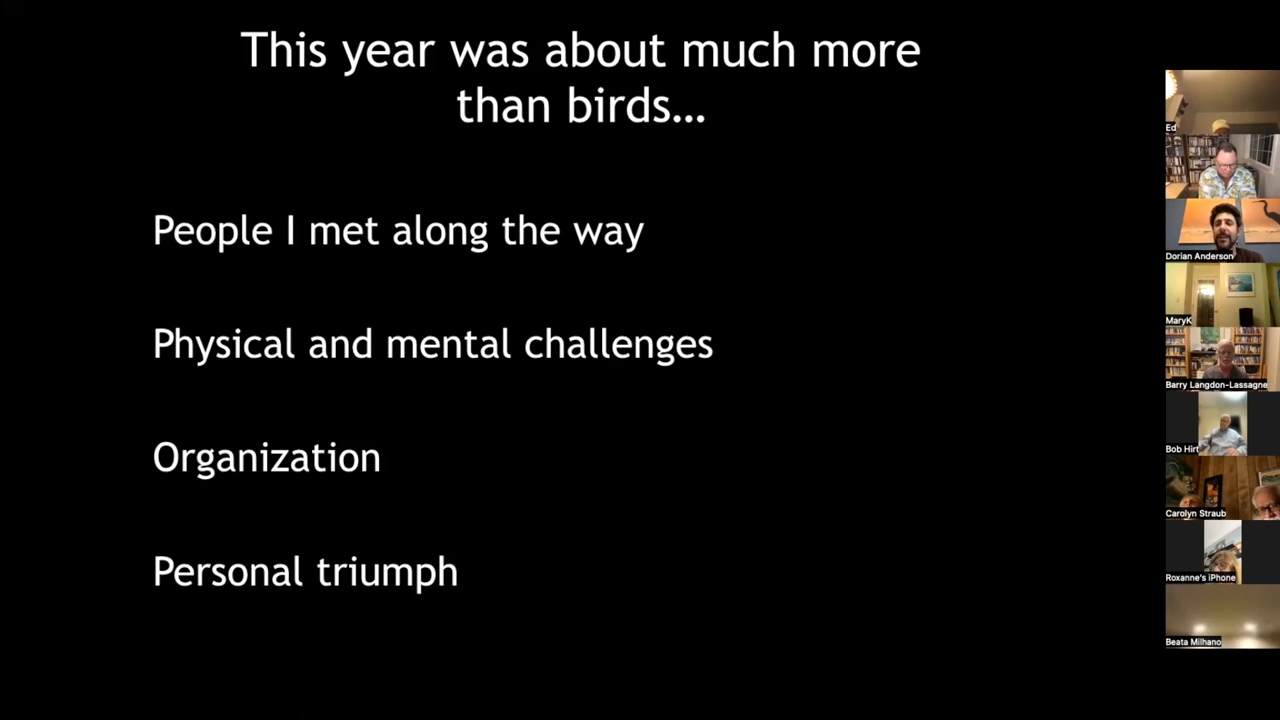 This year was about much more
than birds...
People I met along the way
Physical and mental challenges
Organization
Personal triumph
Ed
Dorian Anderson
MaryK
Barry Langdon-Lassagne
Bob Hirt
Carolyn Straub
Roxanne's iPhone
Beata Milhano